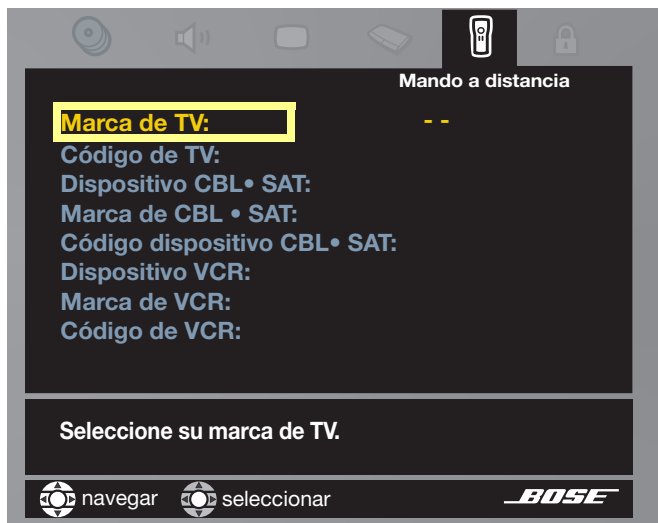 Mando a distancia
Marca de TV: - -
Código de TV:
Dispositivo CBL• SAT:
Marca de CBL • SAT:
Código dispositivo CBL• SAT:
Dispositivo VCR:
Marca de VCR:
Código de VCR:
Seleccione su marca de TV.
navegar seleccionar BOSE